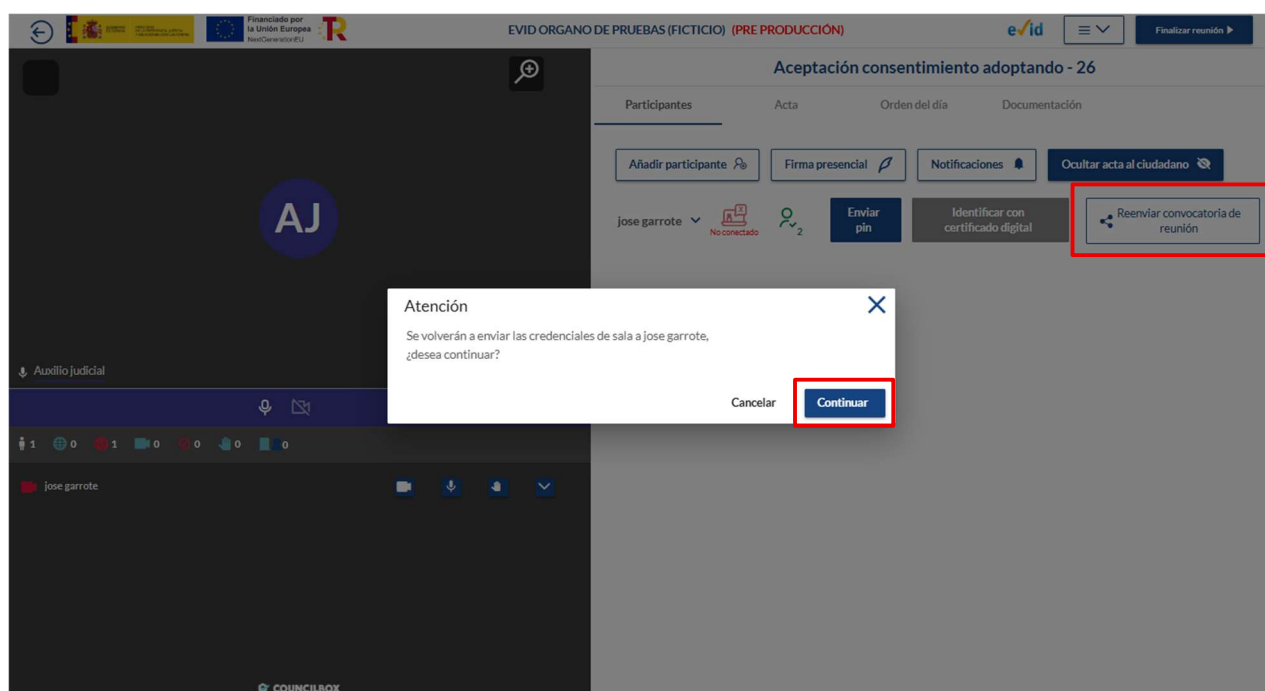 Financiado por
la Unión Europea
NextGenerationEU
EVID ORGANO DE PRUEBAS (FICTICIO) (PRE PRODUCCIÓN)
e✓id
Finalizar reunión
Aceptación consentimiento adoptando - 26
Participantes
Acta
Orden del día
Documentación
Añadir participante
Firma presencial
Notificaciones
Ocultar acta al ciudadano
jose garrote
No conectado
2
Enviar
pin
Identificar con
certificado digital
Reenviar convocatoria de
reunión
AJ
Atención
Se volverán a enviar las credenciales de sala a jose garrote,
¿desea continuar?
Cancelar
Continuar
Auxilio judicial
1 0 1 0 0 0 0
jose garrote
COUNCILBOX